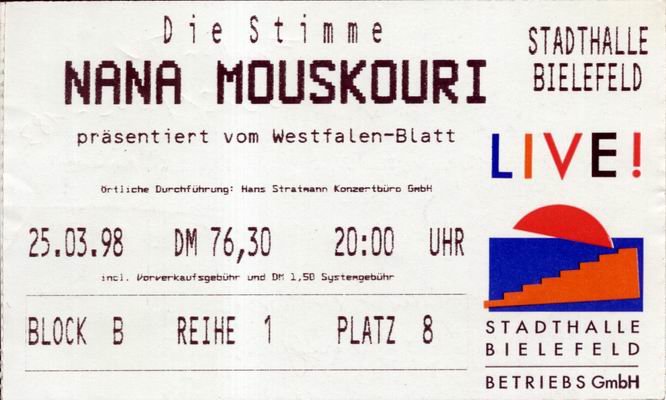 Die Stimme
NANA MOUSKOURI
präsentiert vom Westfalen-Blatt
örtliche Durchführung: Hans Stratmann Konzertbüro GmbH
25.03.98 DM 76,30 20:00 UHR
incl. Vorverkaufsgebühr und DM 1,50 Systemgebühr
BLOCK B REIHE 1 PLATZ 8
STADTHALLE
BIELEFELD
LIVE!
STADTHALLE
BIELEFELD
BETRIEBS GmbH